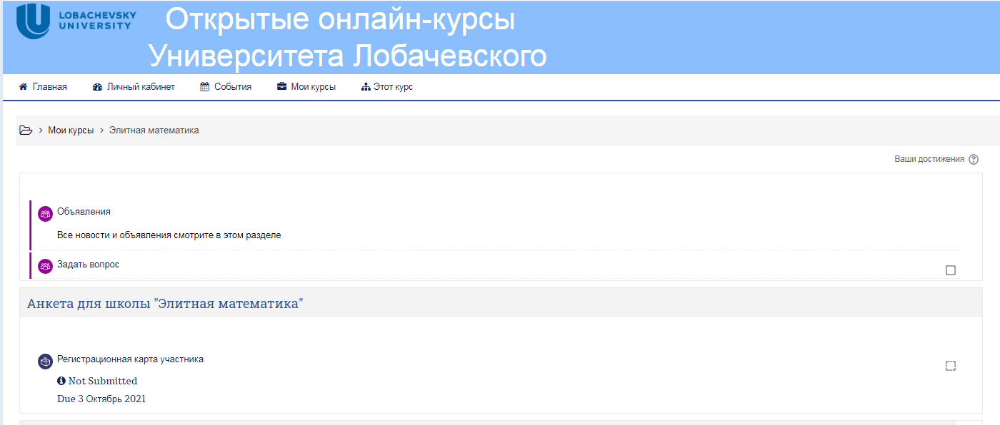 LOBACHEVSKY
UNIVERSITY
Открытые онлайн-курсы
Университета Лобачевского
Главная Личный кабинет События Мои курсы Этот курс
Мои курсы Элитная математика
Ваши достижения
Объявления
Все новости и объявления смотрите в этом разделе
Задать вопрос
Анкета для школы "Элитная математика"
Регистрационная карта участника
Not Submitted
Due 3 Октябрь 2021